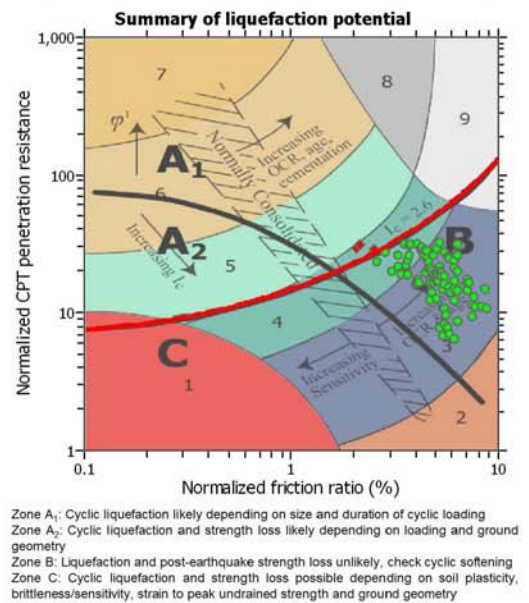 Summary of liquefaction potential
1,000
100
10
1
Normalized CPT penetration resistance
7
8
9
φ'
A1
Normally Consolidated
Increasing
OCR, age,
cementation
6
A2
Increasing Ic
5
Ic = 2.6
B
4
C
1
Increasing
Sensitivity
Increasing
3
2
0.1
1
10
Normalized friction ratio (%)
Zone A1: Cyclic liquefaction likely depending on size and duration of cyclic loading
Zone A2: Cyclic liquefaction and strength loss likely depending on loading and ground
geometry
Zone B: Liquefaction and post-earthquake strength loss unlikely, check cyclic softening
Zone C: Cyclic liquefaction and strength loss possible depending on soil plasticity,
brittleness/sensitivity, strain to peak undrained strength and ground geometry